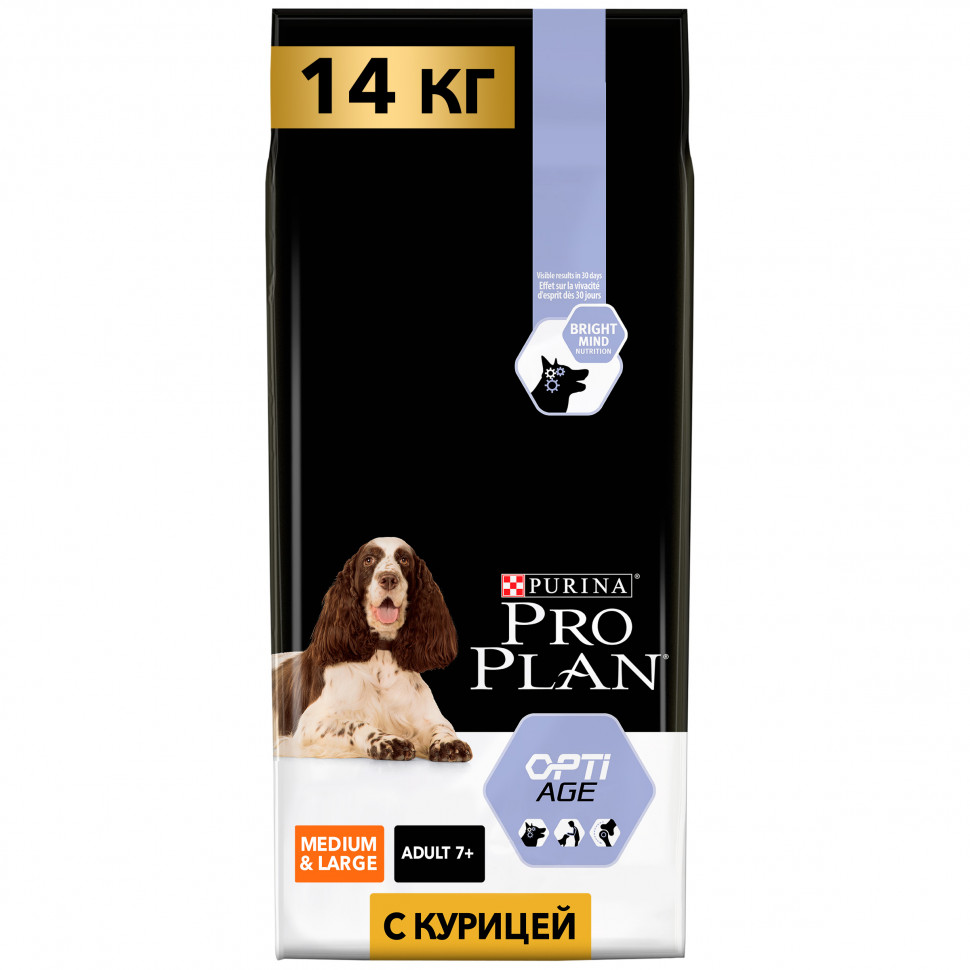 14 КГ
Visible results in 30 days
Effet sur la vivacité
d'esprit dès 30 jours
BRIGHT
MIND
NUTRITION
PURINA®
PRO
PLAN®
OPTI
AGE
MEDIUM
& LARGE
ADULT 7+
С КУРИЦЕЙ